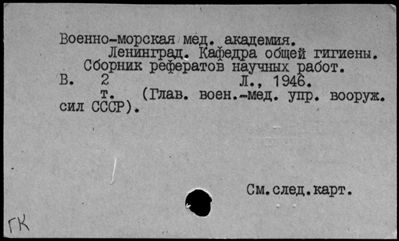 Военно-морская мед. академия.
Ленинград. Кафедра общей гигиены.
Сборник рефератов научных работ.
В. 2 Л., 1946.
т. (Глав. воен.-мед. упр. вооруж.
сил СССР).
См.след.карт.
ГК